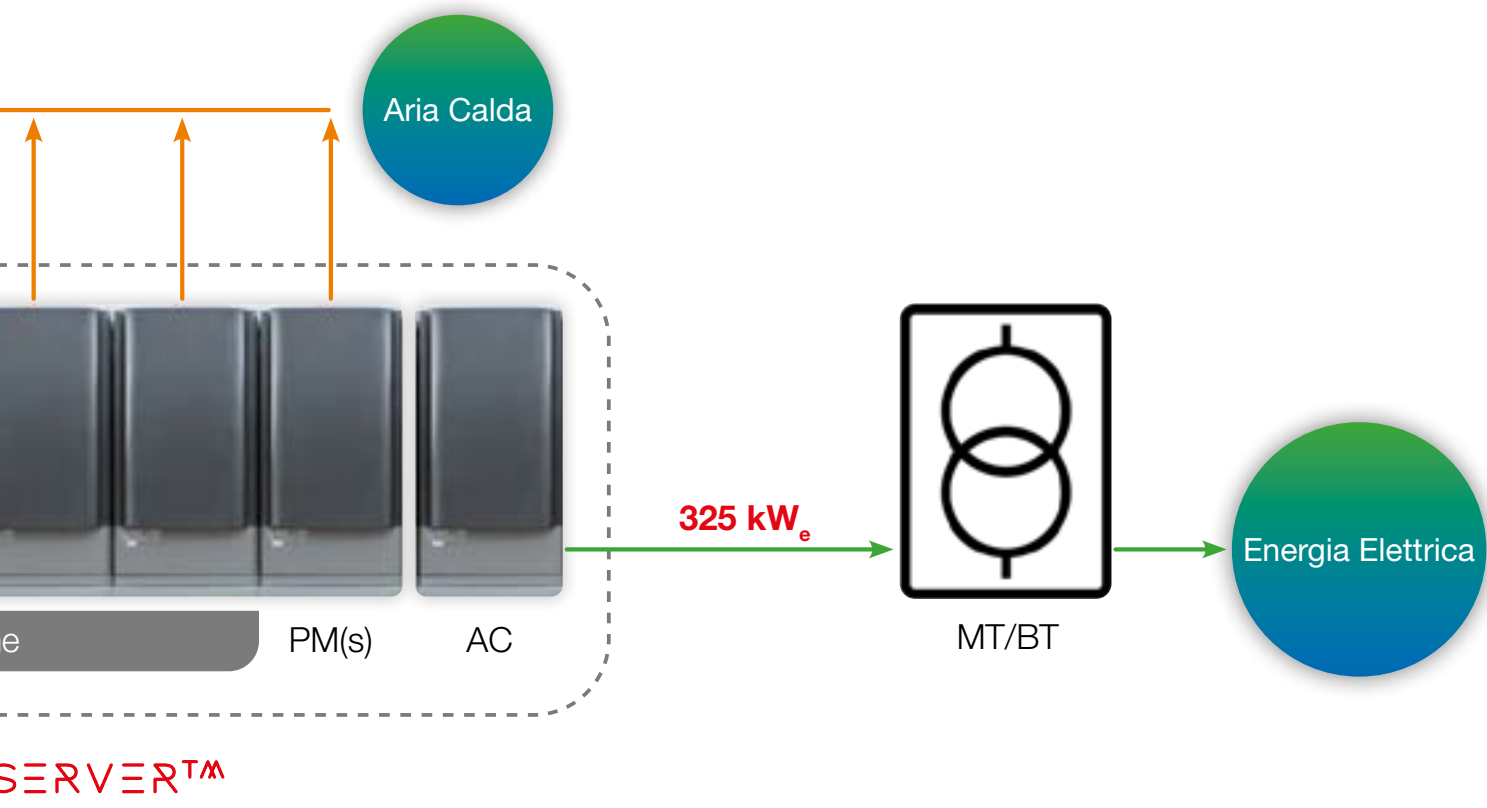 Aria Calda
325 kWe
Energia Elettrica
PM(s)
AC
MT/BT
SERVER™